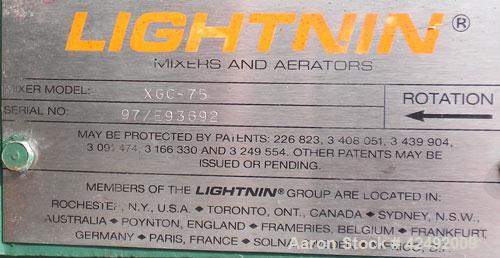 LIGHTNIN®
MIXERS AND AERATORS
MIXER MODEL: XGC-75
SERIAL NO: 97/E93692
ROTATION
MAY BE PROTECTED BY PATENTS: 226 823, 3 408 051, 3 439 904,
3 091 474, 3 166 330 AND 3 249 554. OTHER PATENTS MAY BE
ISSUED OR PENDING.
MEMBERS OF THE LIGHTNIN® GROUP ARE LOCATED IN:
ROCHESTER, N.Y., U.S.A. ◆ TORONTO, ONT., CANADA ◆ SYDNEY, N.S.W.,
AUSTRALIA ◆ POYNTON, ENGLAND ◆ FRAMERIES, BELGIUM ◆ FRANKFURT,
GERMANY ◆ PARIS, FRANCE ◆ SOLNA
Aaron Stock # 42492009